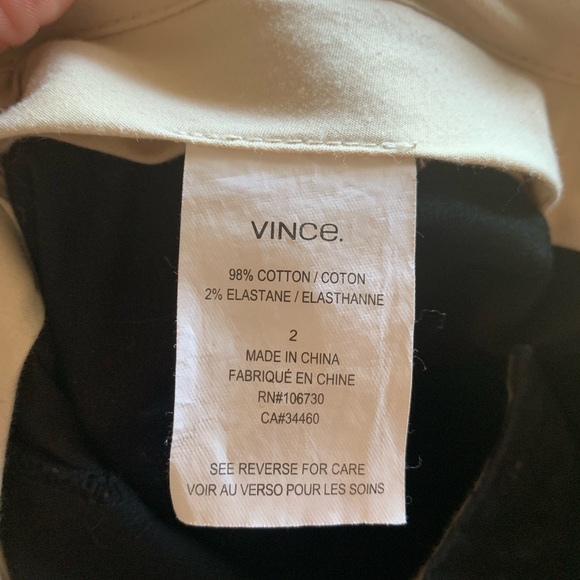 VINCe.
98% COTTON / COTON
2% ELASTANE / ELASTHANNE
2
MADE IN CHINA
FABRIQUÉ EN CHINE
RN#106730
CA#34460
SEE REVERSE FOR CARE
VOIR AU VERSO POUR LES SOINS